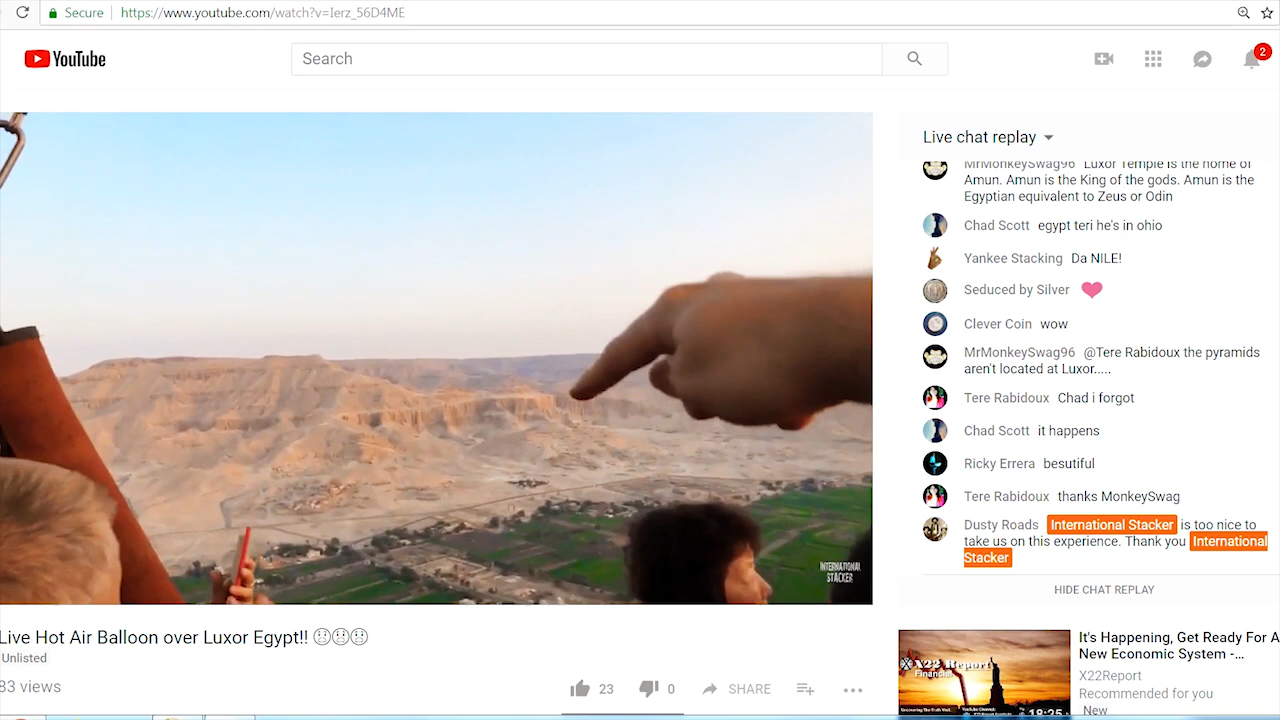 Secure https://www.youtube.com/watch?v=Ierz_56D4ME
YouTube
Search
2
Live chat replay
MrMonkeySwag96 Luxor Temple is the home of
Amun. Amun is the King of the gods. Amun is the
Egyptian equivalent to Zeus or Odin
Chad Scott egypt teri he's in ohio
Yankee Stacking Da NILE!
Seduced by Silver
Clever Coin wow
MrMonkeySwag96 @Tere Rabidoux the pyramids
aren't located at Luxor.....
Tere Rabidoux Chad i forgot
Chad Scott it happens
Ricky Errera besutiful
Tere Rabidoux thanks MonkeySwag
Dusty Roads International Stacker is too nice to
take us on this experience. Thank you International
Stacker
HIDE CHAT REPLAY
INTERNATIONAL
STACKER
Live Hot Air Balloon over Luxor Egypt!!
Unlisted
83 views
23
0
SHARE
X22 Report
Financial
18:25
It's Happening, Get Ready For A
New Economic System -...
X22Report
Recommended for you
New